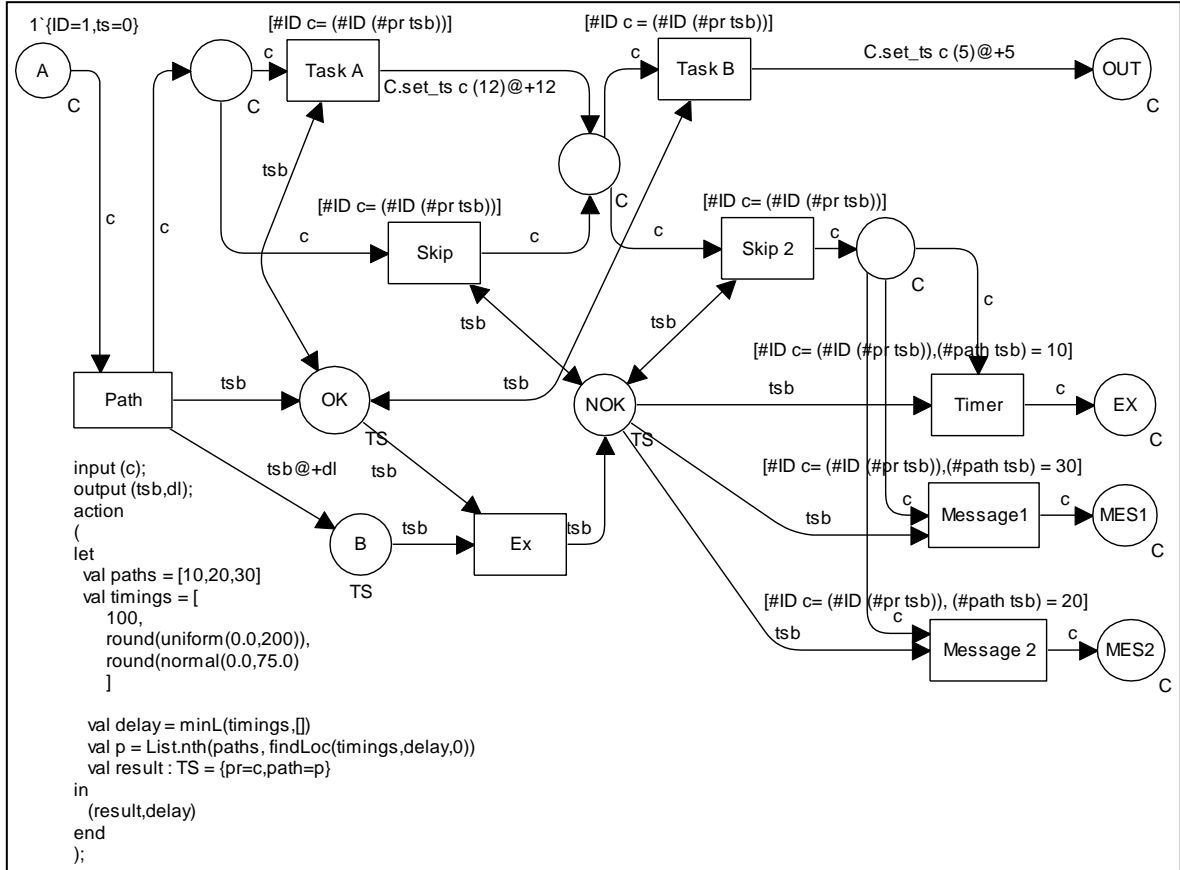 1`{ID=1,ts=0}
[#ID c= (#ID (#pr tsb))]
[#ID c = (#ID (#pr tsb))]
A
C
c
C
c
Task A
C.set_ts c (12)@+12
c
Task B
C.set_ts c (5)@+5
OUT
C
tsb
c
c
C
[#ID c= (#ID (#pr tsb))]
[#ID c= (#ID (#pr tsb))]
c
Skip
c
c
Skip 2
c
C
c
tsb
tsb
[#ID c= (#ID (#pr tsb)),(#path tsb) = 10]
Path
tsb
OK
TS
tsb
NOK
TS
tsb
Timer
c
EX
C
input (c);
output (tsb,dl);
action
(
let
val paths = [10,20,30]
val timings = [
100,
round(uniform(0.0,200)),
round(normal(0.0,75.0)
]
val delay = minL(timings,[])
val p = List.nth(paths, findLoc(timings,delay,0))
val result : TS = {pr=c,path=p}
in
(result,delay)
end
);
tsb@+dl
tsb
B
TS
tsb
Ex
tsb
[#ID c= (#ID (#pr tsb)),(#path tsb) = 30]
c
tsb
Message1
c
MES1
C
[#ID c= (#ID (#pr tsb)), (#path tsb) = 20]
c
tsb
Message 2
c
MES2
C